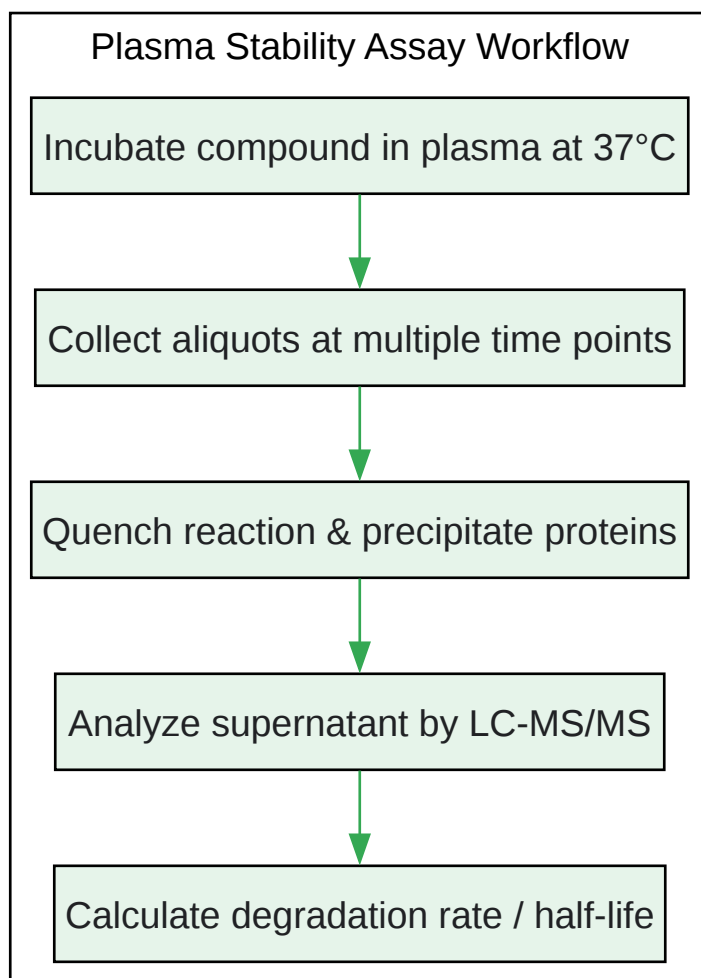 Plasma Stability Assay Workflow
Incubate compound in plasma at 37°C
Collect aliquots at multiple time points
Quench reaction & precipitate proteins
Analyze supernatant by LC-MS/MS
Calculate degradation rate / half-life